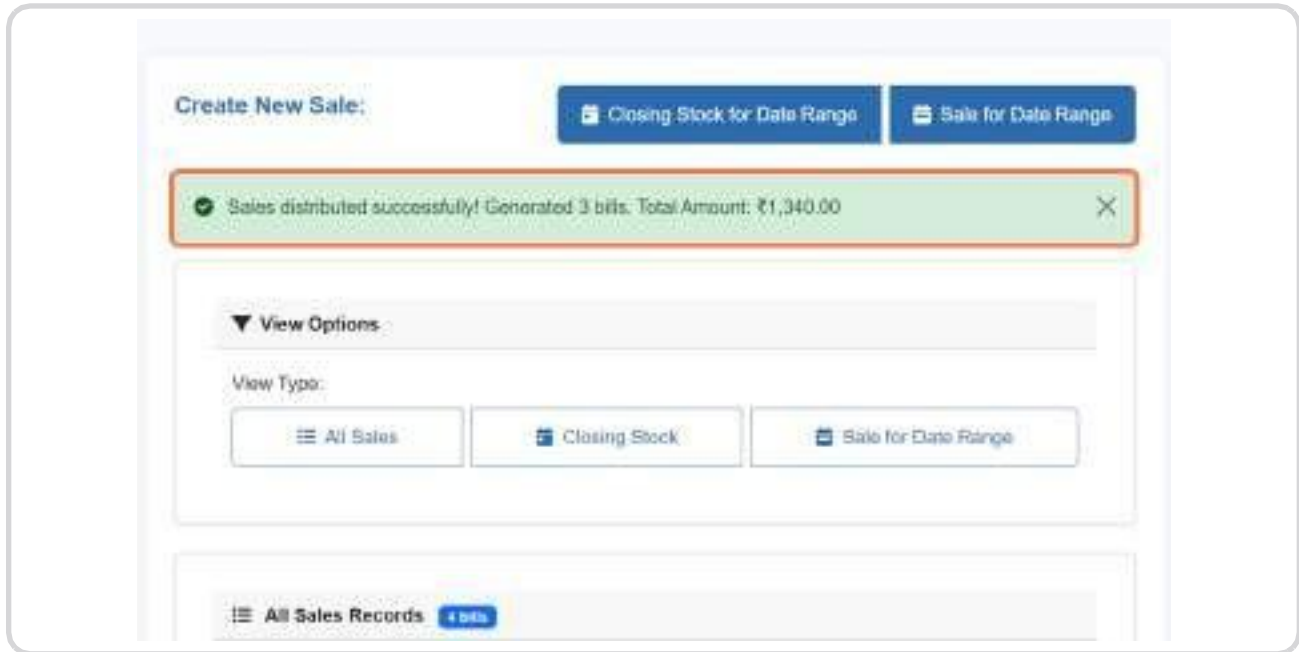 Create New Sale:
Closing Stock for Date Range
Sale for Date Range
Sales distributed successfully! Generated 3 bills. Total Amount: ₹1,340.00
View Options
View Type:
All Sales
Closing Stock
Sale for Date Range
All Sales Records 4 bills